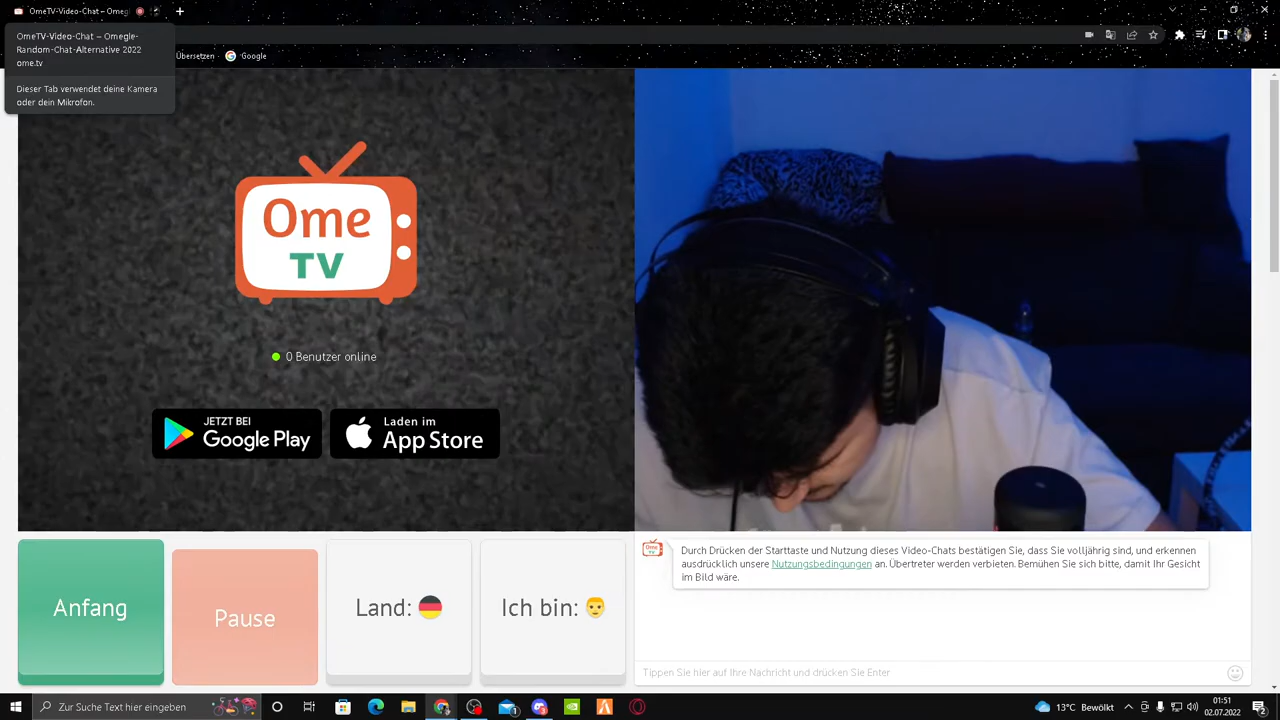 OmeTV-Video-Chat – Omegl
OmeTV-Video-Chat – Omegle-
Random-Chat-Alternative 2022
ome.tv
Dieser Tab verwendet deine Kamera
oder dein Mikrofon.
Übersetzen
Google
Ome
TV
0 Benutzer online
JETZT BEI
Google Play
Laden im
App Store
Anfang
Pause
Land:
Ich bin:
Ome
TV
Durch Drücken der Starttaste und Nutzung dieses Video-Chats bestätigen Sie, dass Sie volljährig sind, und erkennen
ausdrücklich unsere Nutzungsbedingungen an. Übertreter werden verbieten. Bemühen Sie sich bitte, damit Ihr Gesicht
im Bild wäre.
Tippen Sie hier auf Ihre Nachricht und drücken Sie Enter
Zur Suche Text hier eingeben
13°C Bewölkt
01:51
02.07.2022